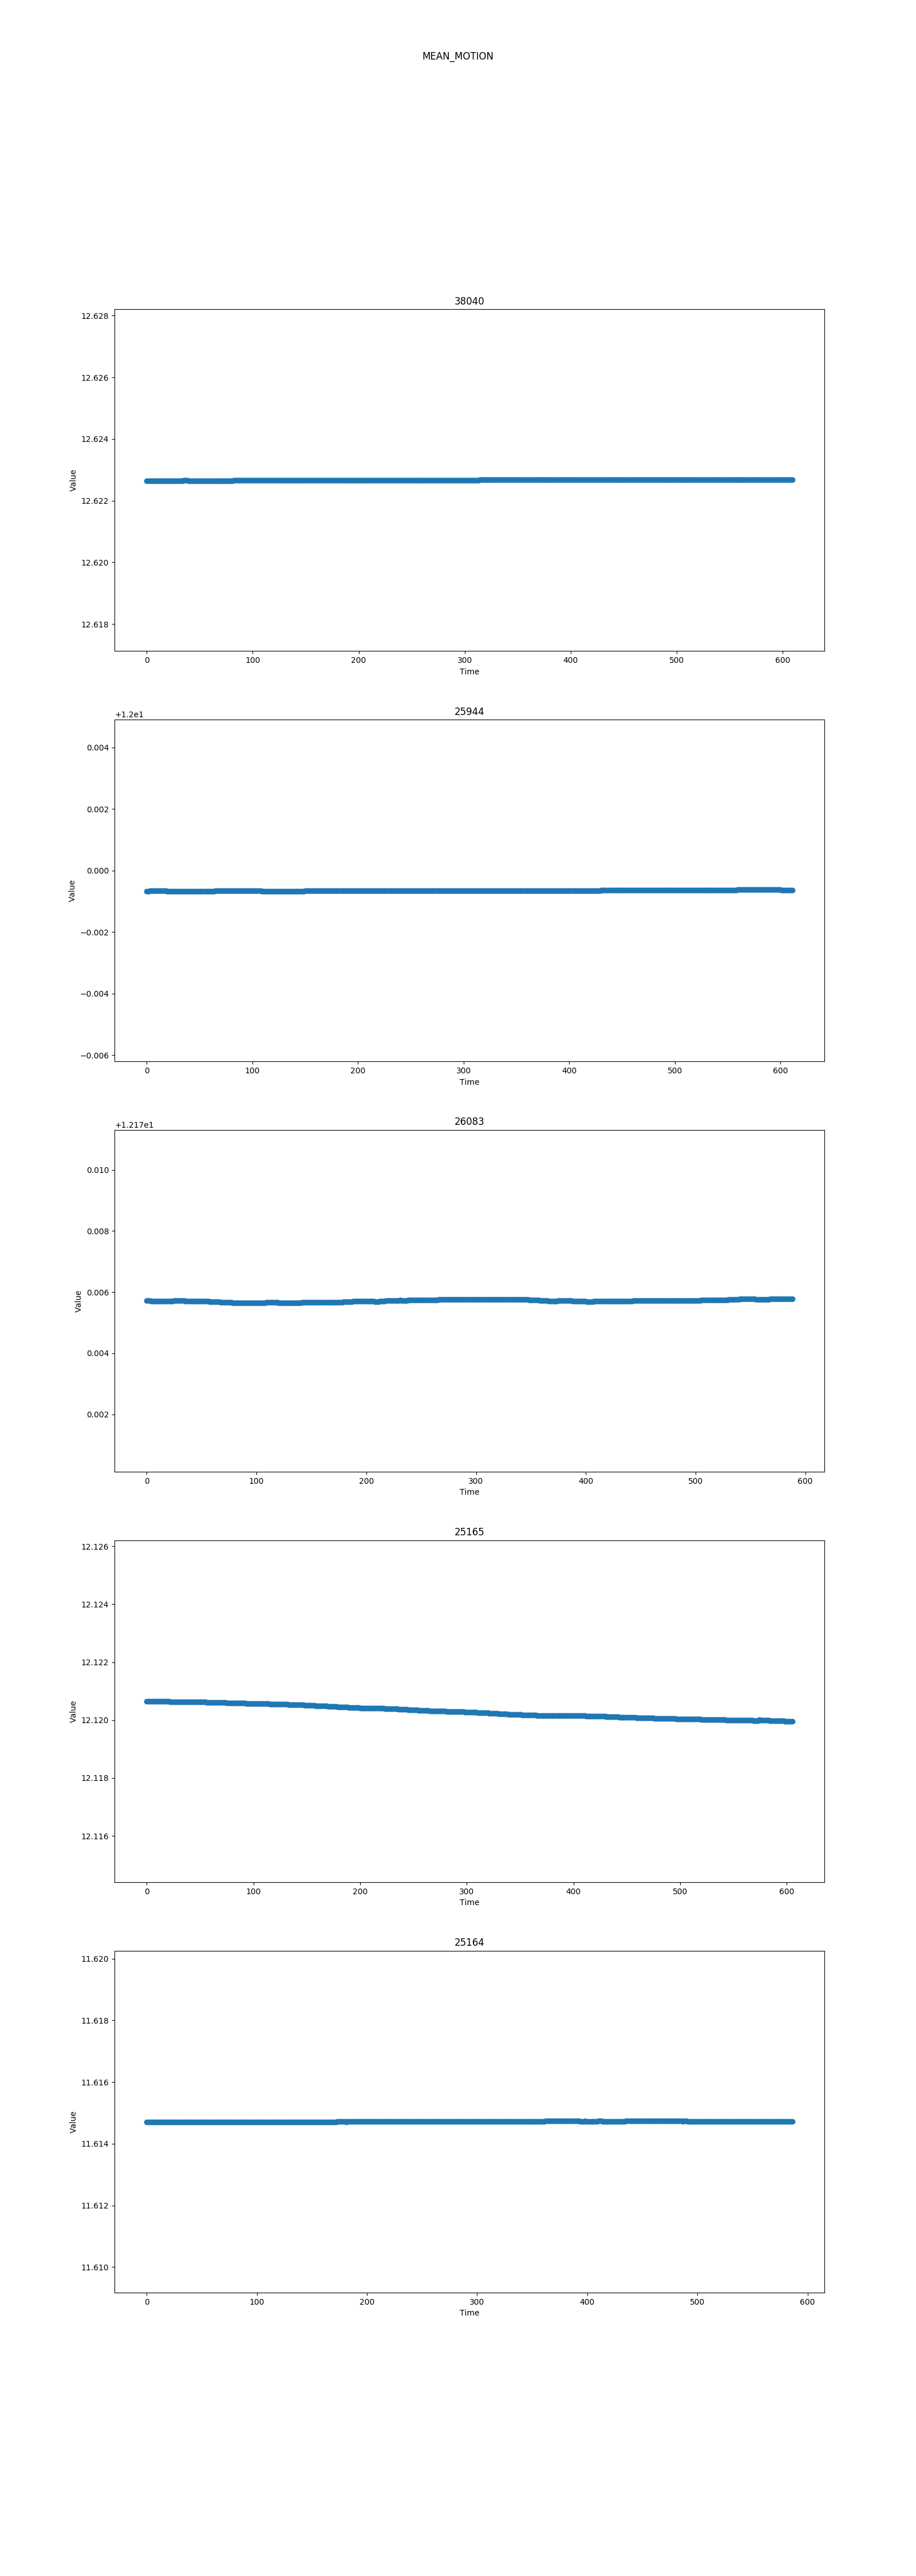 MEAN_MOTION
38040
12.628
12.626
12.624
12.622
12.620
12.618
Value
0 100 200 300 400 500 600
Time
25944
+1.2e1
0.004
0.002
0.000
−0.002
−0.004
−0.006
Value
0 100 200 300 400 500 600
Time
26083
+1.217e1
0.010
0.008
0.006
0.004
0.002
Value
0 100 200 300 400 500 600
Time
25165
12.126
12.124
12.122
12.120
12.118
12.116
Value
0 100 200 300 400 500 600
Time
25164
11.620
11.618
11.616
11.614
11.612
11.610
Value
0 100 200 300 400 500 600
Time